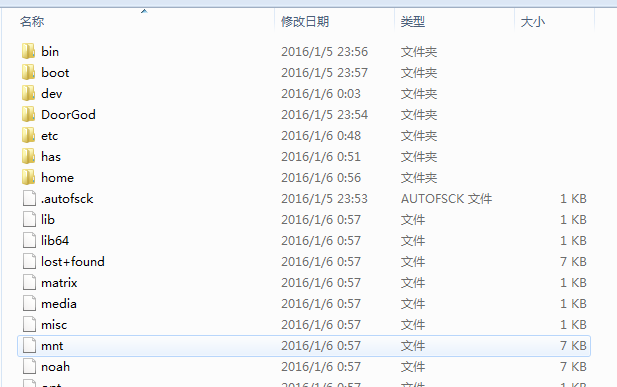 名称 修改日期 类型 大小
bin 2016/1/5 23:56 文件夹
boot 2016/1/5 23:57 文件夹
dev 2016/1/6 0:03 文件夹
DoorGod 2016/1/5 23:54 文件夹
etc 2016/1/6 0:48 文件夹
has 2016/1/6 0:51 文件夹
home 2016/1/6 0:56 文件夹
.autofsck 2016/1/5 23:53 AUTOFSCK 文件 1 KB
lib 2016/1/6 0:57 文件 1 KB
lib64 2016/1/6 0:57 文件 1 KB
lost+found 2016/1/6 0:57 文件 7 KB
matrix 2016/1/6 0:57 文件 1 KB
media 2016/1/6 0:57 文件 1 KB
misc 2016/1/6 0:57 文件 1 KB
mnt 2016/1/6 0:57 文件 7 KB
noah 2016/1/6 0:57 文件 7 KB